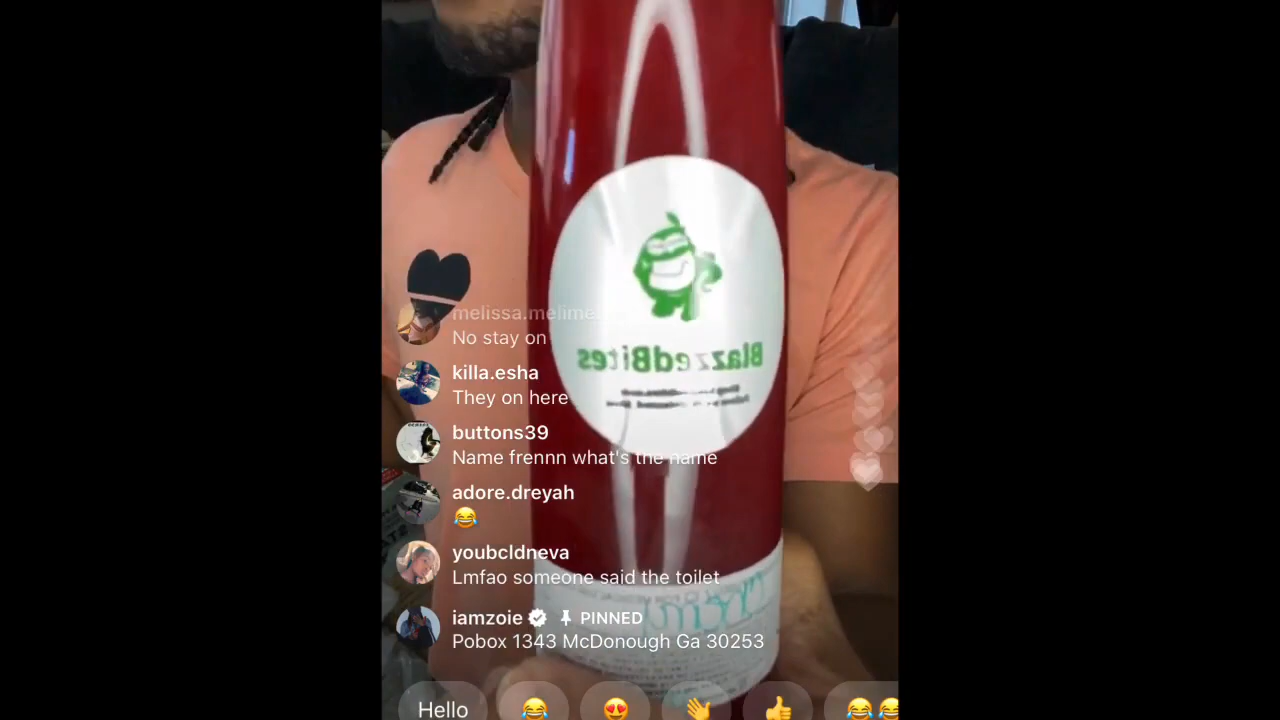 melissa.melime
No stay on
killa.esha
They on here
buttons39
Name frennn what's the name
adore.dreyah
😂
youbcldneva
Lmfao someone said the toilet
iamzoie PINNED
Pobox 1343 McDonough Ga 30253
Hello 😂 😍 👋 👍 😂😂
BlazzedBites